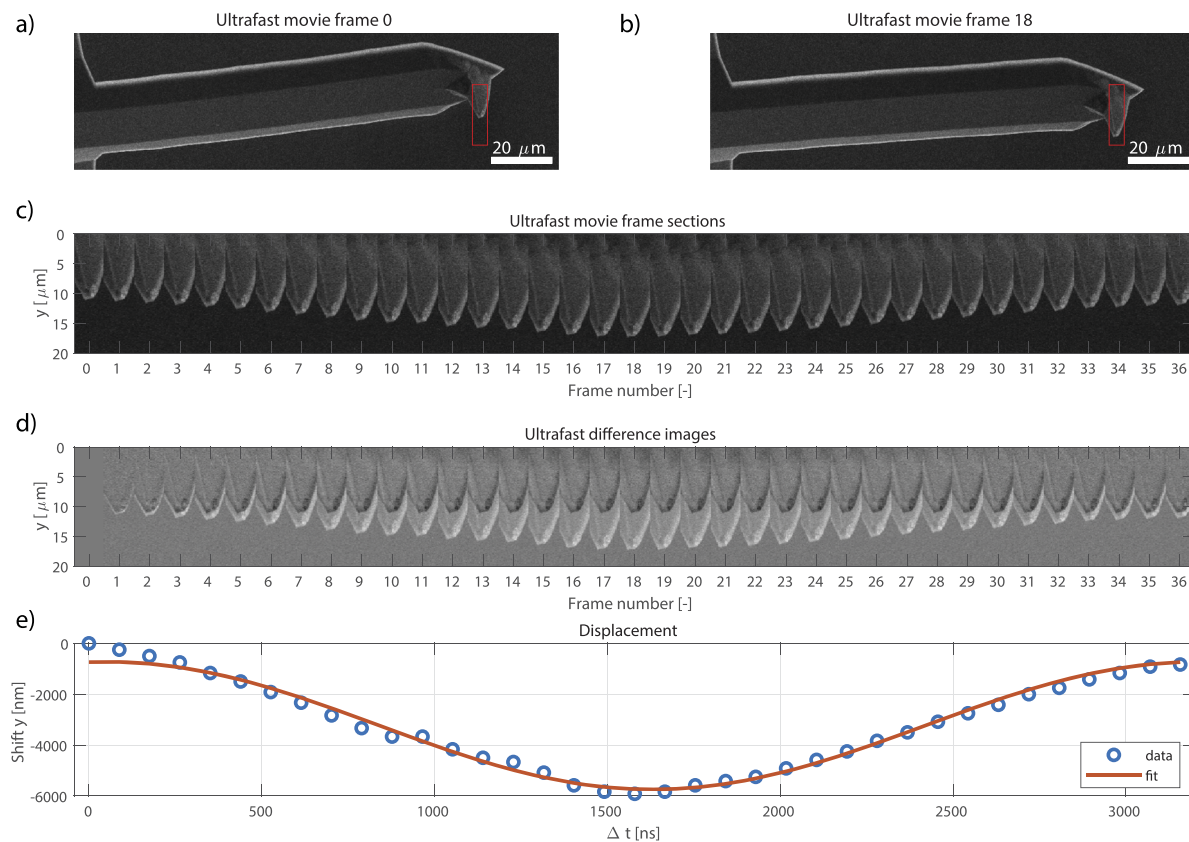 a)
Ultrafast movie frame 0
20 μm
b)
Ultrafast movie frame 18
20 μm
c)
Ultrafast movie frame sections
y [μm]
0
5
10
15
20
0 1 2 3 4 5 6 7 8 9 10 11 12 13 14 15 16 17 18 19 20 21 22 23 24 25 26 27 28 29 30 31 32 33 34 35 36
Frame number [-]
d)
Ultrafast difference images
y [μm]
0
5
10
15
20
0 1 2 3 4 5 6 7 8 9 10 11 12 13 14 15 16 17 18 19 20 21 22 23 24 25 26 27 28 29 30 31 32 33 34 35 36
Frame number [-]
e)
Displacement
Shift y [nm]
0
-2000
-4000
-6000
data
fit
0 500 1000 1500 2000 2500 3000
Δ t [ns]